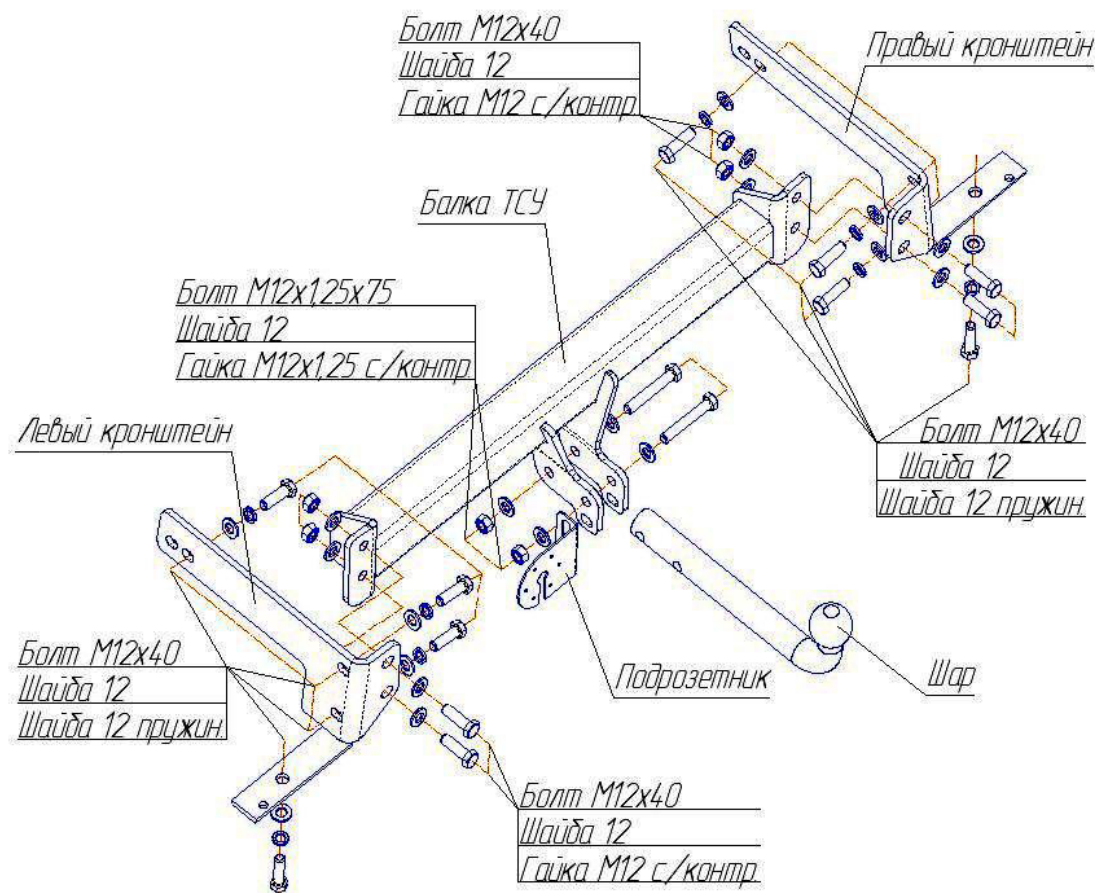 Болт М12х40
Шайба 12
Гайка М12 с/контр.
Правый кронштейн
Балка ТСУ
Болт М12х1,25х75
Шайба 12
Гайка М12х1,25 с/контр.
Левый кронштейн
Болт М12х40
Шайба 12
Шайба 12 пружин.
Болт М12х40
Шайба 12
Шайба 12 пружин.
Подрозетник
Шар
Болт М12х40
Шайба 12
Гайка М12 с/контр.